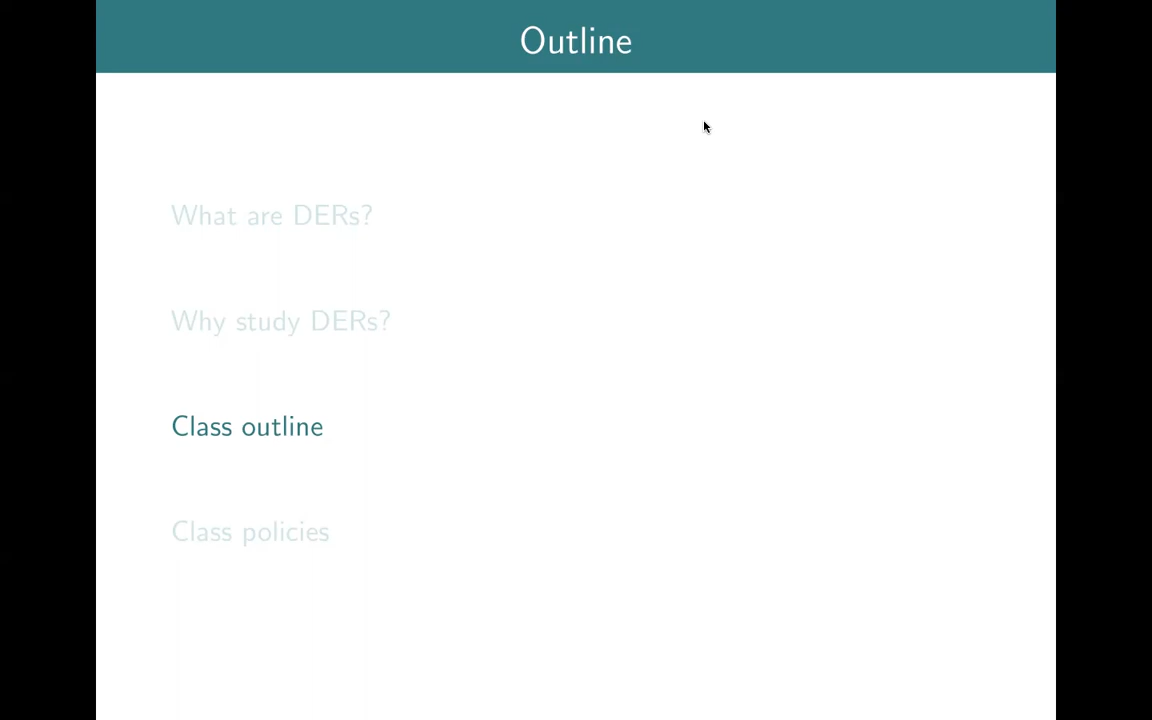 Outline
What are DERs?
Why study DERs?
Class outline
Class policies